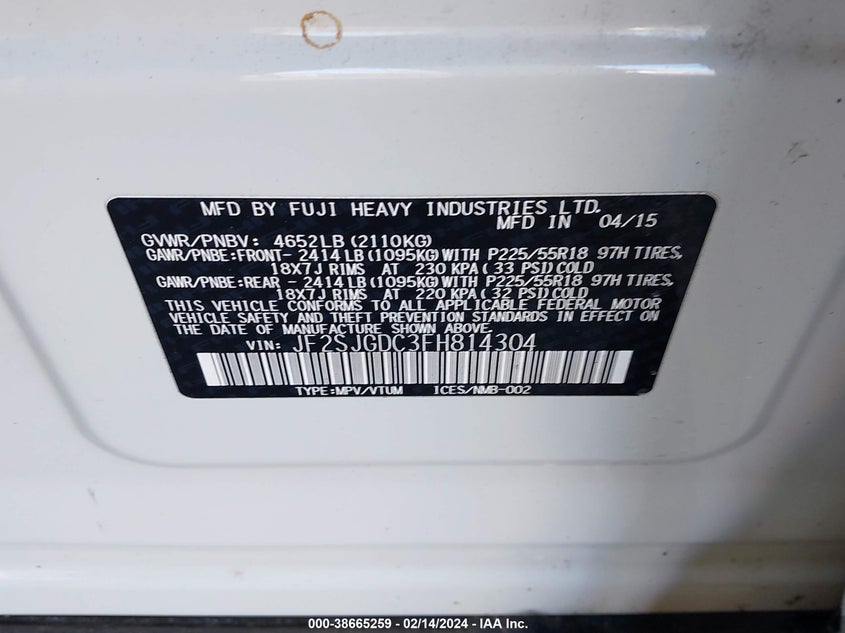 MFD BY FUJI HEAVY INDUSTRIES LTD.
MFD IN 04/15
GVWR/PNBV: 4652LB(2110KG)
GAWR/PNBE:FRONT- 2414LB(1095KG)WITH P225/55R18 97H TIRES,
18X7J RIMS AT 230 KPA(33 PSI)COLD
GAWR/PNBE:REAR - 2414LB(1095KG)WITH P225/55R18 97H TIRES,
18X7J RIMS AT 220 KPA(32 PSI)COLD
THIS VEHICLE CONFORMS TO ALL APPLICABLE FEDERAL MOTOR
VEHICLE SAFETY AND THEFT PREVENTION STANDARDS IN EFFECT ON
THE DATE OF MANUFACTURE SHOWN ABOVE.
VIN: JF2SJGDC3FH814304
TYPE:MPV/VTUM ICES/NMB-002
000-38665259 - 02/14/2024 - IAA Inc.